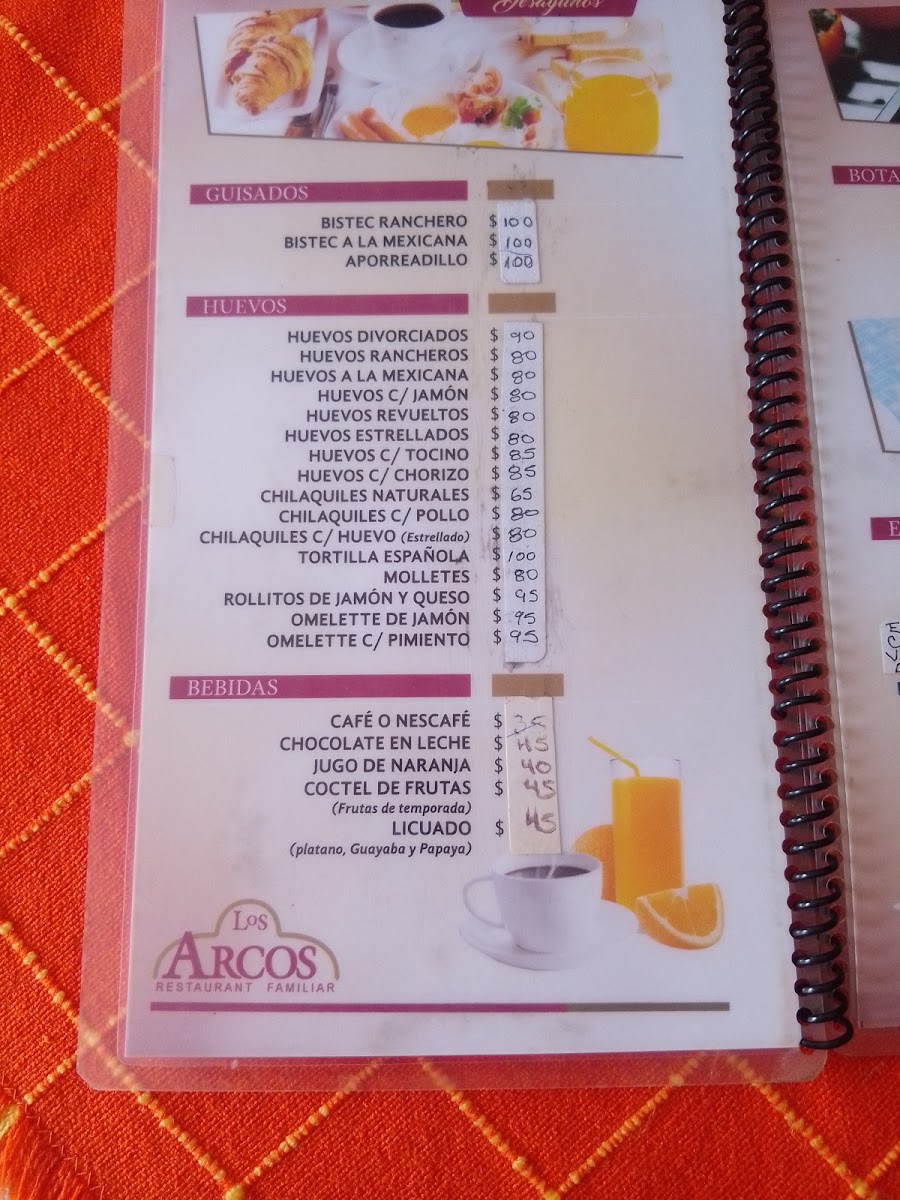 Desayunos
GUISADOS
BISTEC RANCHERO $ 100
BISTEC A LA MEXICANA $ 100
APORREADILLO $ 100
HUEVOS
HUEVOS DIVORCIADOS $ 90
HUEVOS RANCHEROS $ 80
HUEVOS A LA MEXICANA $ 80
HUEVOS C/ JAMÓN $ 80
HUEVOS REVUELTOS $ 80
HUEVOS ESTRELLADOS $ 80
HUEVOS C/ TOCINO $ 85
HUEVOS C/ CHORIZO $ 85
CHILAQUILES NATURALES $ 65
CHILAQUILES C/ POLLO $ 80
CHILAQUILES C/ HUEVO (Estrellado) $ 80
TORTILLA ESPAÑOLA $ 100
MOLLETES $ 80
ROLLITOS DE JAMÓN Y QUESO $ 95
OMELETTE DE JAMÓN $ 95
OMELETTE C/ PIMIENTO $ 95
BEBIDAS
CAFÉ O NESCAFÉ $ 35
CHOCOLATE EN LECHE $ 45
JUGO DE NARANJA $ 40
COCTEL DE FRUTAS $ 45
(Frutas de temporada)
LICUADO $ 45
(platano, Guayaba y Papaya)
LOS
ARCOS
RESTAURANT FAMILIAR
BOTA